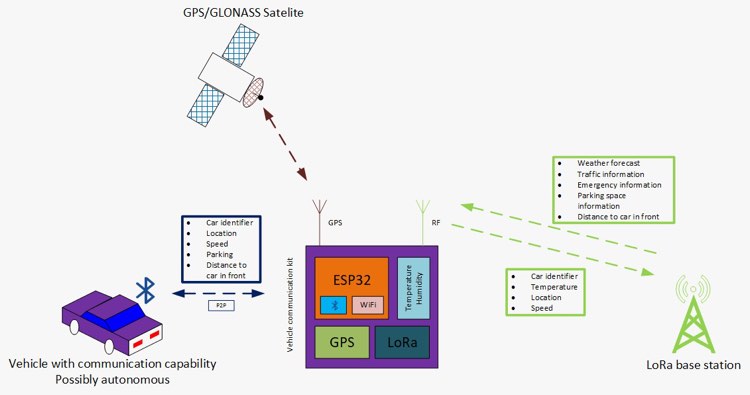 GPS/GLONASS Satelite
Weather forecast
Traffic information
Emergency information
Parking space
information
Distance to car in front
Car identifier
Location
Speed
Parking
Distance to
car in front
P2P
GPS
RF
Vehicle communication kit
ESP32
WiFi
Temperature
Humidity
GPS
LoRa
Car identifier
Temperature
Location
Speed
Vehicle with communication capability
Possibly autonomous
LoRa base station